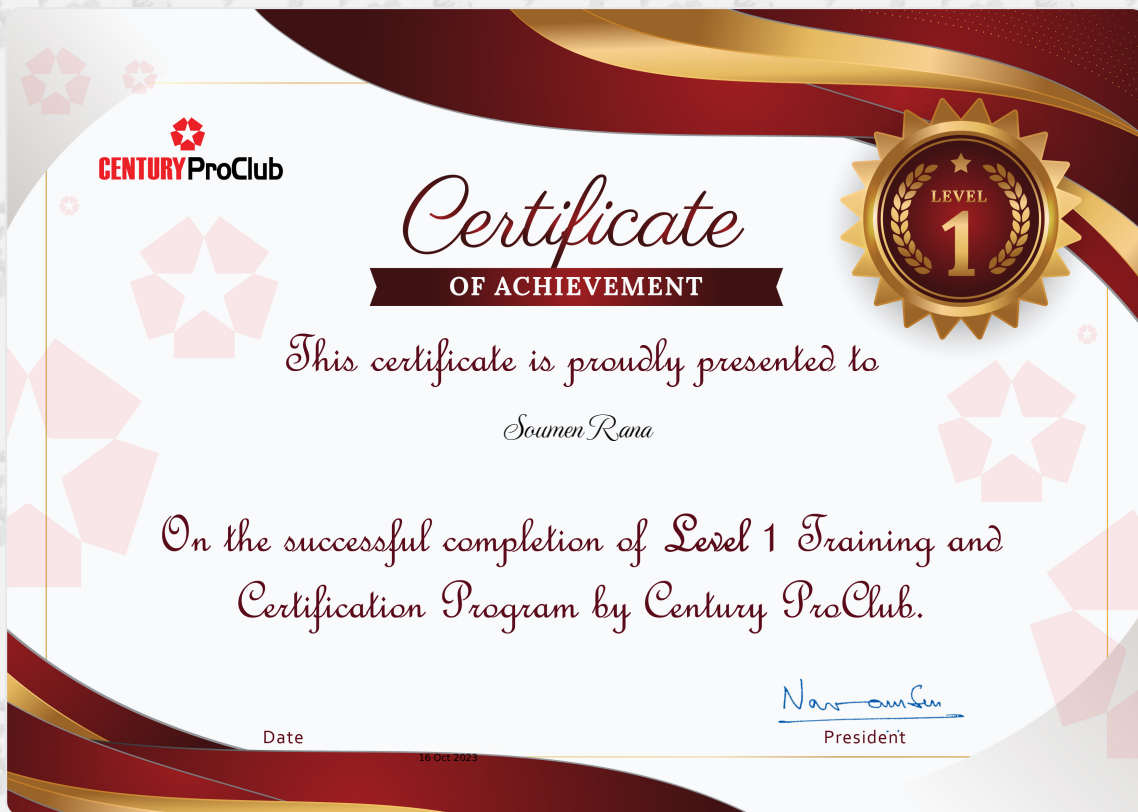 CENTURY ProClub
LEVEL
1
Certificate
OF ACHIEVEMENT
This certificate is proudly presented to
Soumen Rana
On the successful completion of Level 1 Training and
Certification Program by Century ProClub.
Date
President
16 Oct 2023